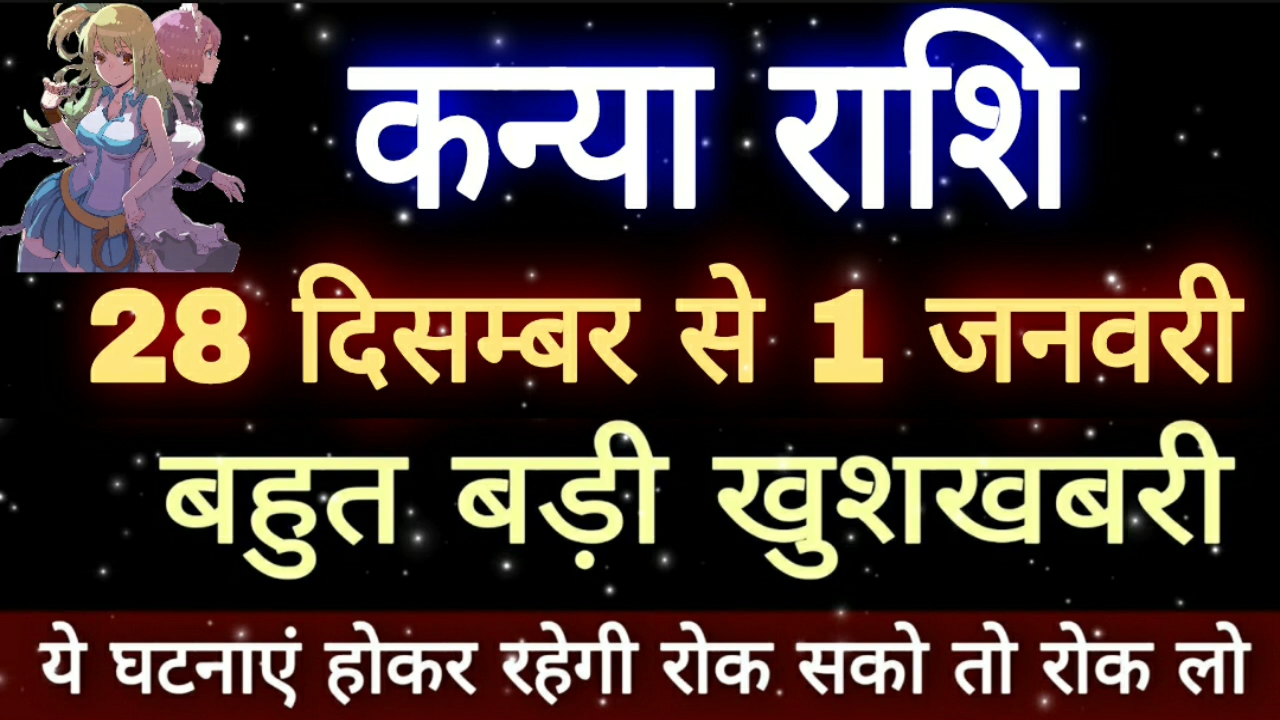 कन्या राशि
28 दिसम्बर से 1 जनवरी
बहुत बड़ी खुशखबरी
ये घटनाएं होकर रहेगी रोक सको तो रोक लो